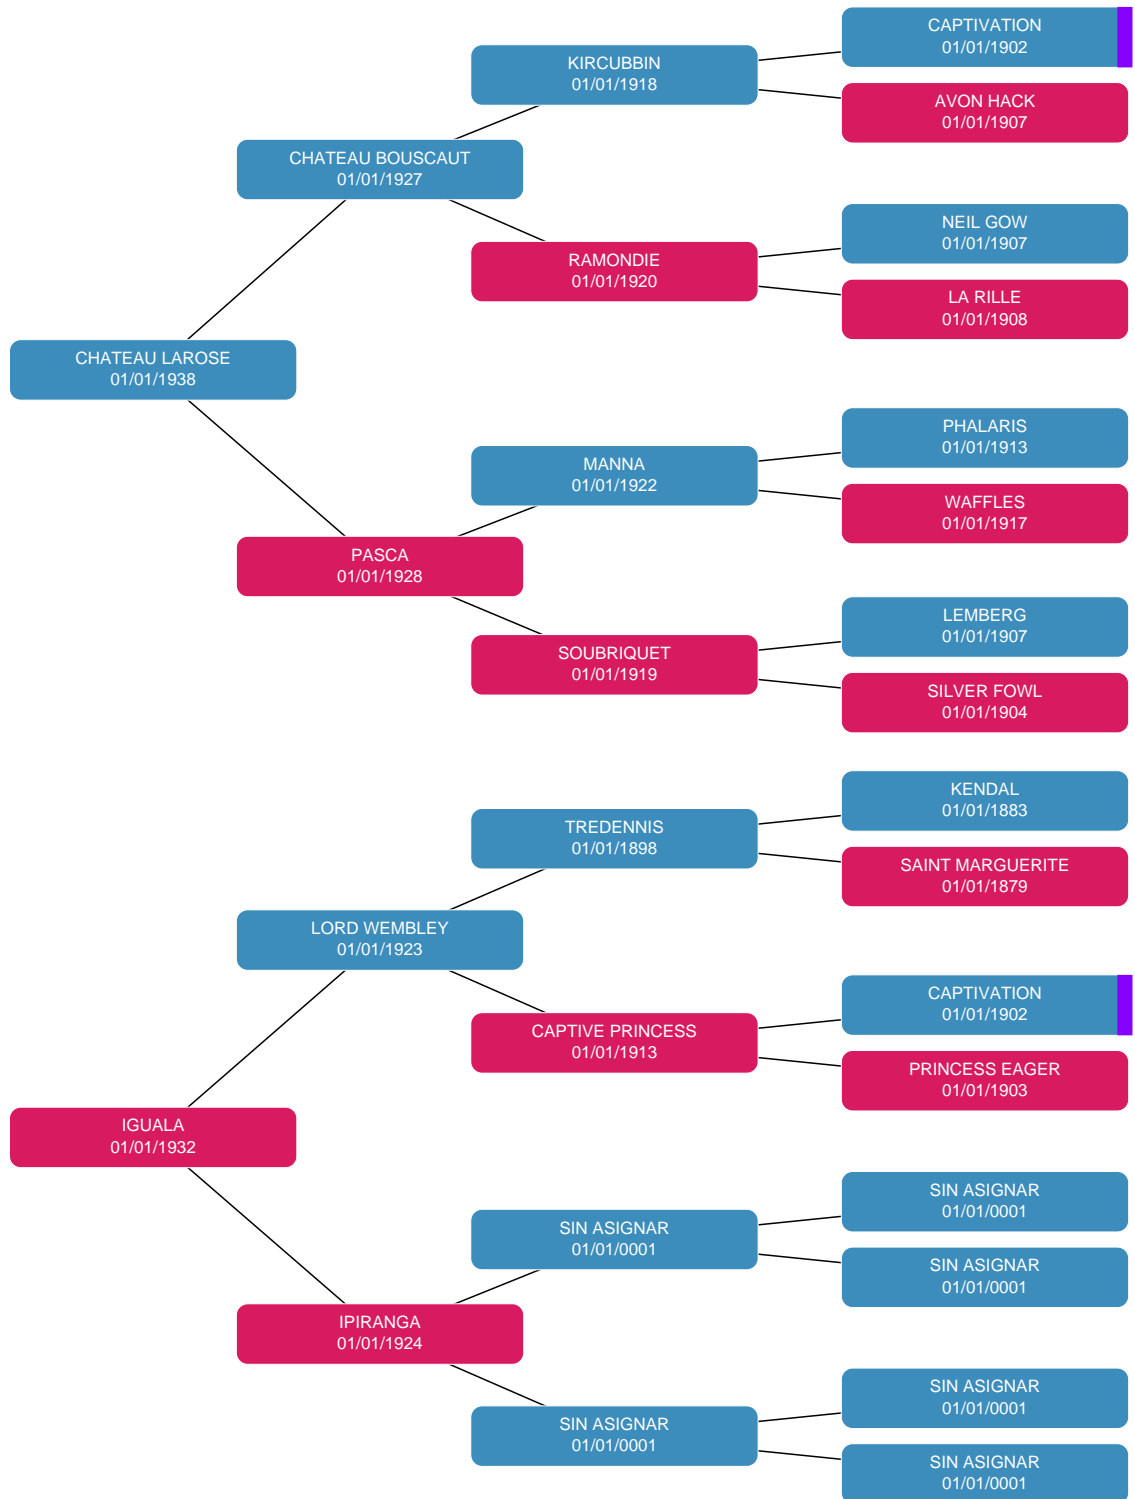 CAPTIVATION
01/01/1902
KIRCUBBIN
01/01/1918
AVON HACK
01/01/1907
CHATEAU BOUSCAUT
01/01/1927
NEIL GOW
01/01/1907
RAMONDIE
01/01/1920
LA RILLE
01/01/1908
CHATEAU LAROSE
01/01/1938
PHALARIS
01/01/1913
MANNA
01/01/1922
WAFFLES
01/01/1917
PASCA
01/01/1928
LEMBERG
01/01/1907
SOUBRIQUET
01/01/1919
SILVER FOWL
01/01/1904
KENDAL
01/01/1883
TREDENNIS
01/01/1898
SAINT MARGUERITE
01/01/1879
LORD WEMBLEY
01/01/1923
CAPTIVATION
01/01/1902
CAPTIVE PRINCESS
01/01/1913
PRINCESS EAGER
01/01/1903
IGUALA
01/01/1932
SIN ASIGNAR
01/01/0001
SIN ASIGNAR
01/01/0001
SIN ASIGNAR
01/01/0001
IPIRANGA
01/01/1924
SIN ASIGNAR
01/01/0001
SIN ASIGNAR
01/01/0001
SIN ASIGNAR
01/01/0001